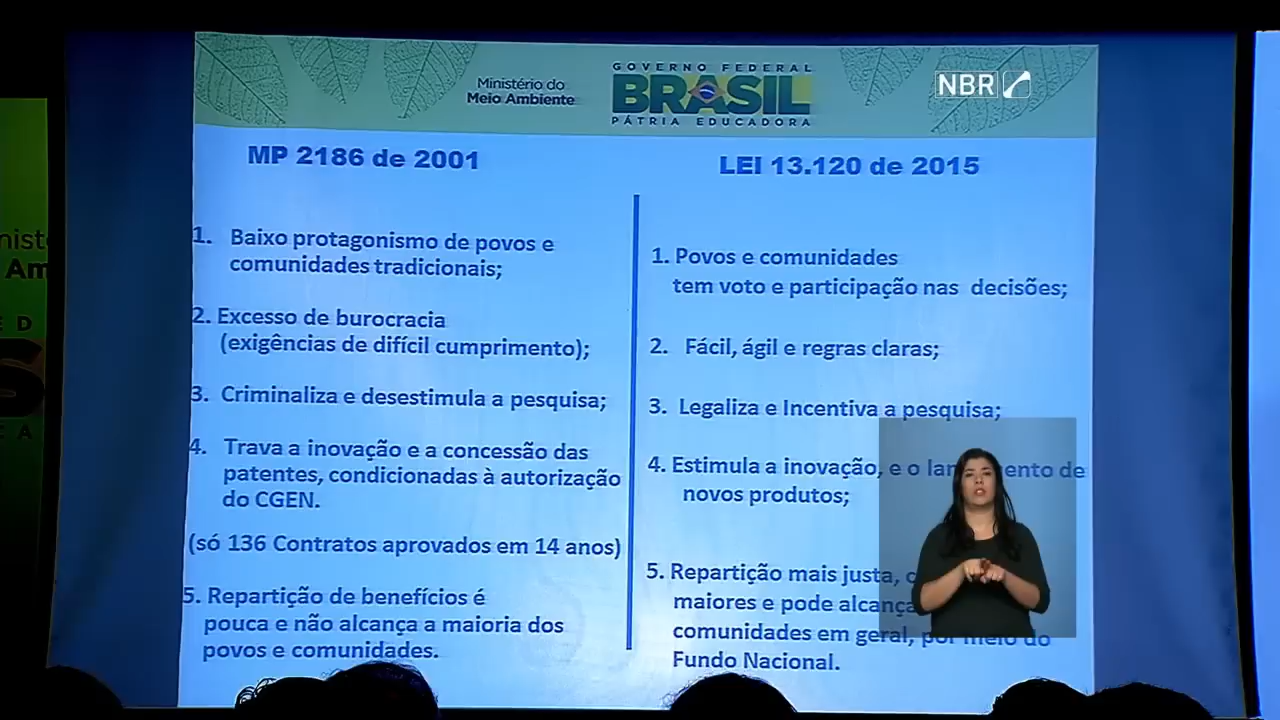 Ministério do
Meio Ambiente
GOVERNO FEDERAL
BRASIL
PÁTRIA EDUCADORA
NBR
MP 2186 de 2001
1. Baixo protagonismo de povos e
comunidades tradicionais;
2. Excesso de burocracia
(exigências de difícil cumprimento);
3. Criminaliza e desestimula a pesquisa;
4. Trava a inovação e a concessão das
patentes, condicionadas à autorização
do CGEN.
(só 136 Contratos aprovados em 14 anos)
5. Repartição de benefícios é
pouca e não alcança a maioria dos
povos e comunidades.
LEI 13.120 de 2015
1. Povos e comunidades
tem voto e participação nas decisões;
2. Fácil, ágil e regras claras;
3. Legaliza e Incentiva a pesquisa;
4. Estimula a inovação, e o de
novos produtos;
5. Repartição mais justa,
maiores e pode
comunidades em geral, por meio do
Fundo Nacional.